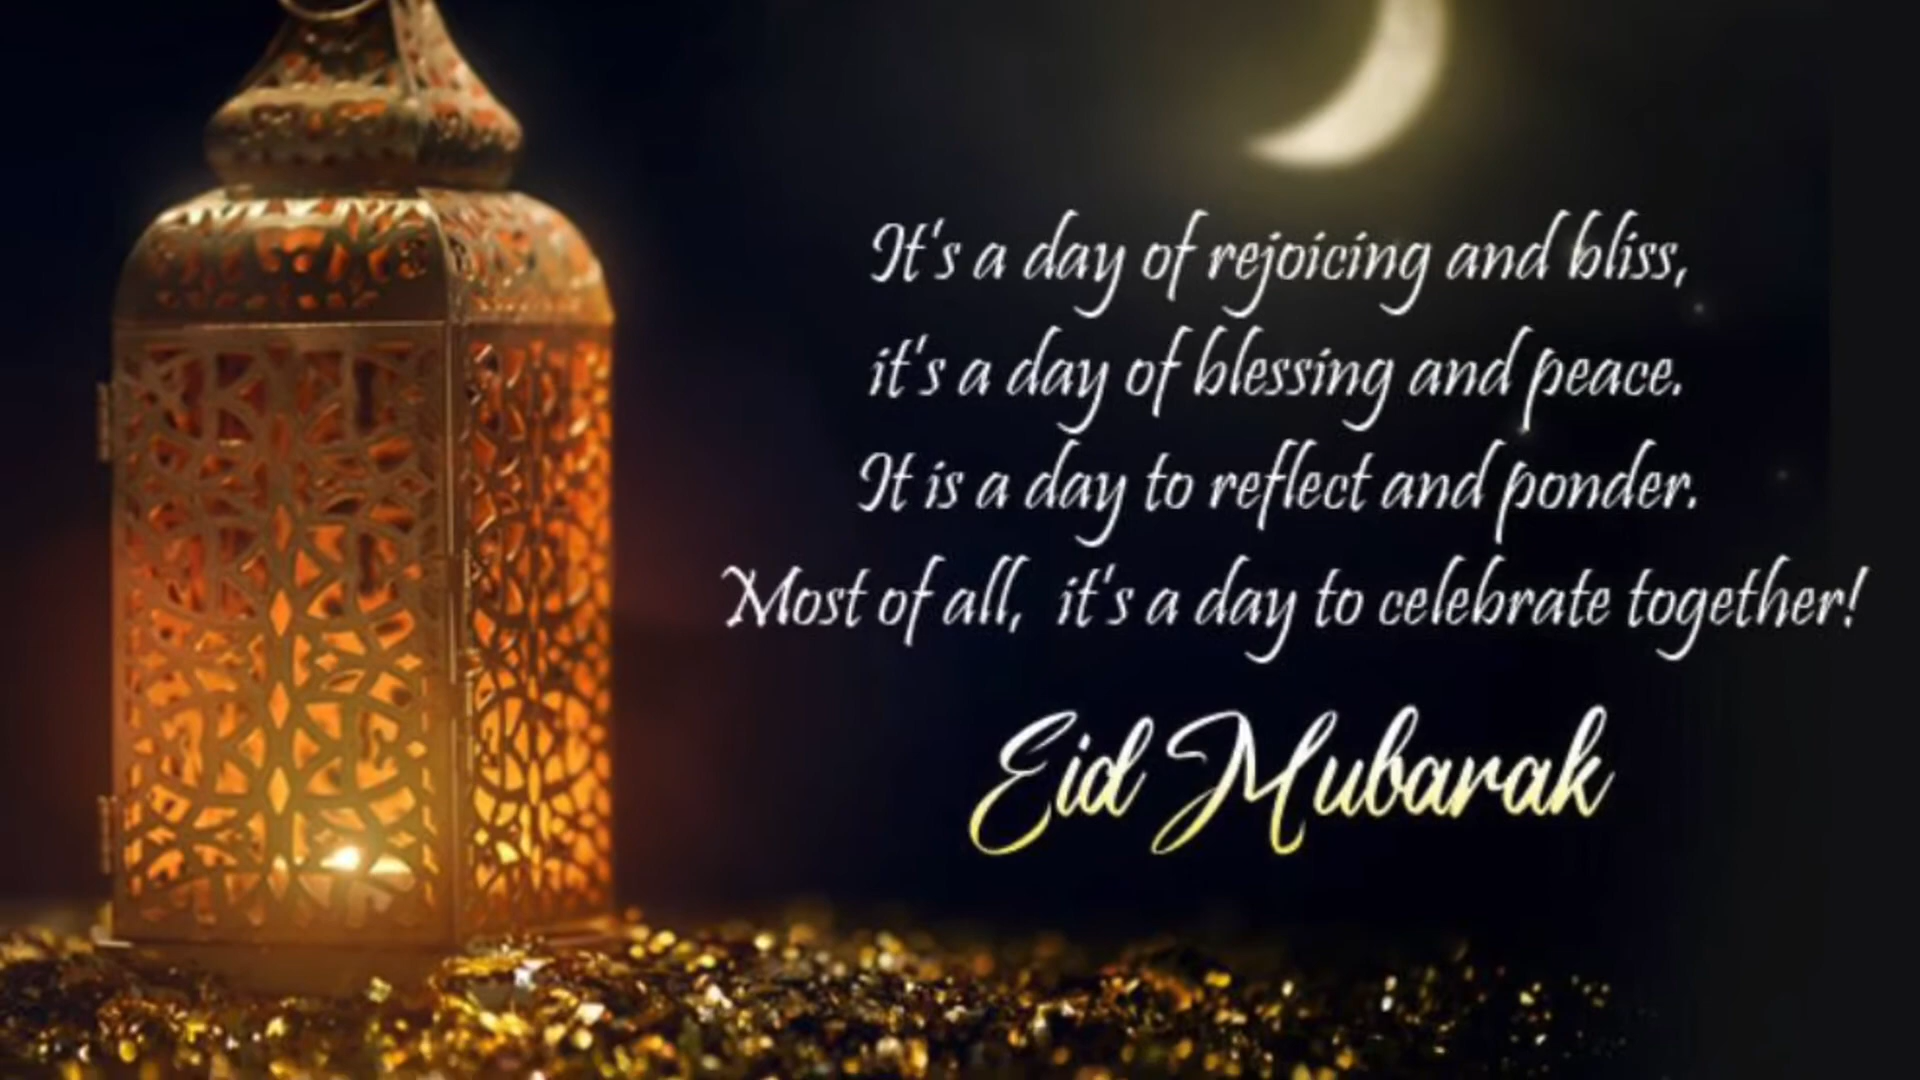 It's a day of rejoicing and bliss,
it's a day of blessing and peace.
It is a day to reflect and ponder.
Most of all, it's a day to celebrate together!
Eid Mubarak